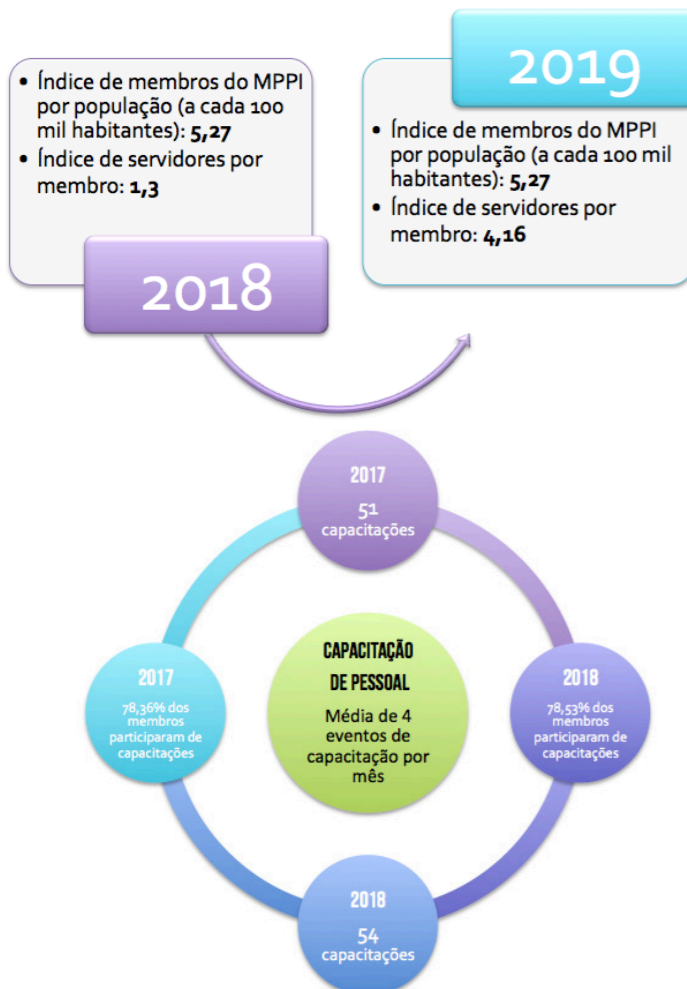 • Índice de membros do MPPI
por população (a cada 100
mil habitantes): 5,27
• Índice de servidores por
membro: 1,3
2018
2019
• Índice de membros do MPPI
por população (a cada 100 mil
habitantes): 5,27
• Índice de servidores por
membro: 4,16
2017
51
capacitações
2017
78,36% dos
membros
participaram de
capacitações
CAPACITAÇÃO
DE PESSOAL
Média de 4
eventos de
capacitação por
mês
2018
78,53% dos
membros
participaram de
capacitações
2018
54
capacitações